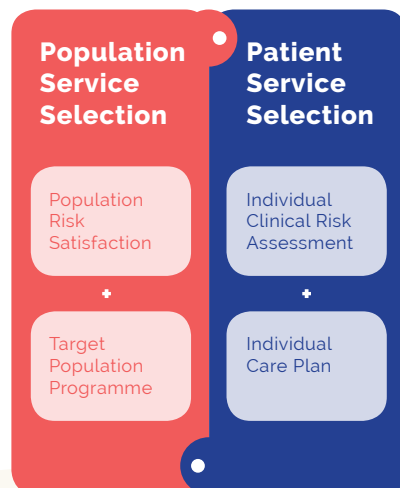 Population
Service
Selection
Population
Risk
Satisfaction
+
Target
Population
Programme
Patient
Service
Selection
Individual
Clinical Risk
Assessment
+
Individual
Care Plan